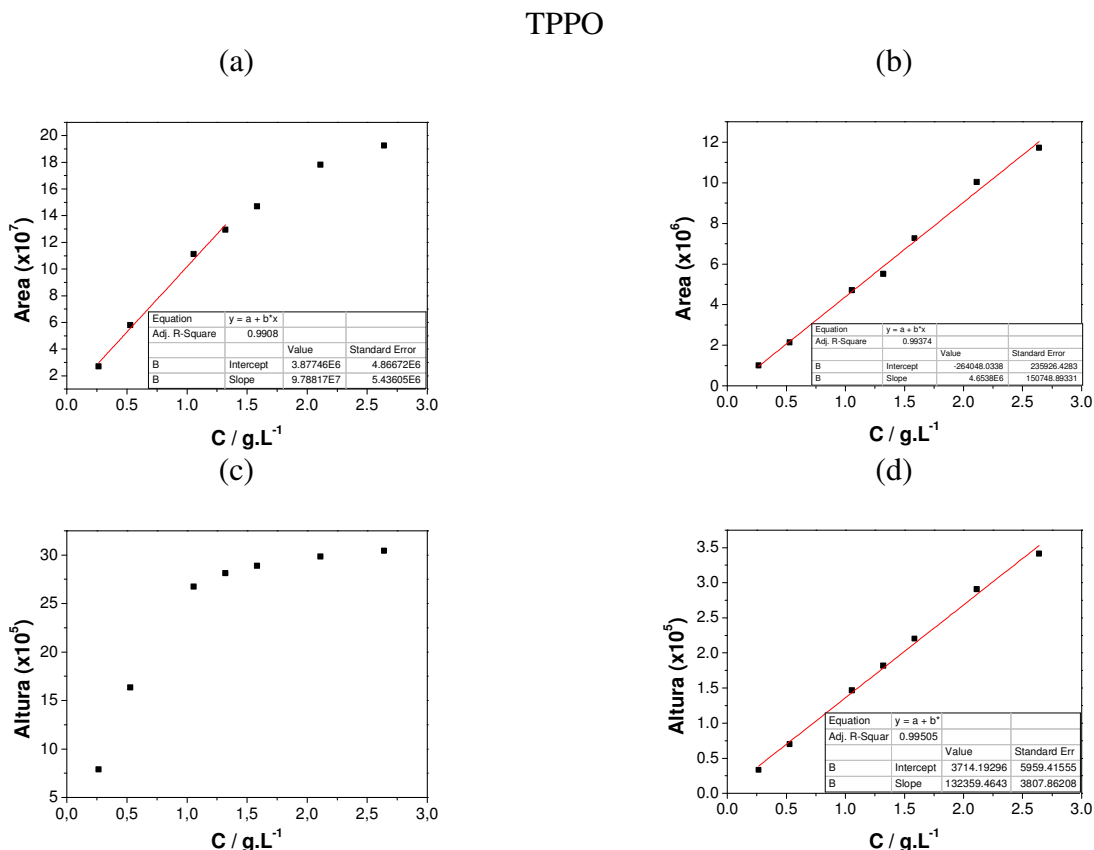 TPPO
(a)
20
18
16
14
12
10
8
6
4
2
Area (x10⁷)
Equation y = a + b*x
Adj. R-Square 0.9908
Value Standard Error
B Intercept 3.87746E6 4.86672E6
B Slope 9.78817E7 5.43605E6
0.0 0.5 1.0 1.5 2.0 2.5 3.0
C / g.L⁻¹
(b)
12
10
8
6
4
2
0
Area (x10⁶)
Equation y = a + b*x
Adj. R-Square 0.99374
Value Standard Error
B Intercept -264048.0338 235926.4283
B Slope 4.6538E6 150748.89331
0.0 0.5 1.0 1.5 2.0 2.5 3.0
C / g.L⁻¹
(c)
30
25
20
15
10
5
Altura (x10⁵)
0,0 0,5 1,0 1,5 2,0 2,5 3,0
C / g.L⁻¹
(d)
3.5
3.0
2.5
2.0
1.5
1.0
0.5
0.0
Altura (x10⁵)
Equation y = a + b*
Adj. R-Squar 0.99505
Value Standard Err
B Intercept 3714.19296 5959.41555
B Slope 132359.4643 3807.86208
0.0 0.5 1.0 1.5 2.0 2.5 3.0
C / g.L⁻¹